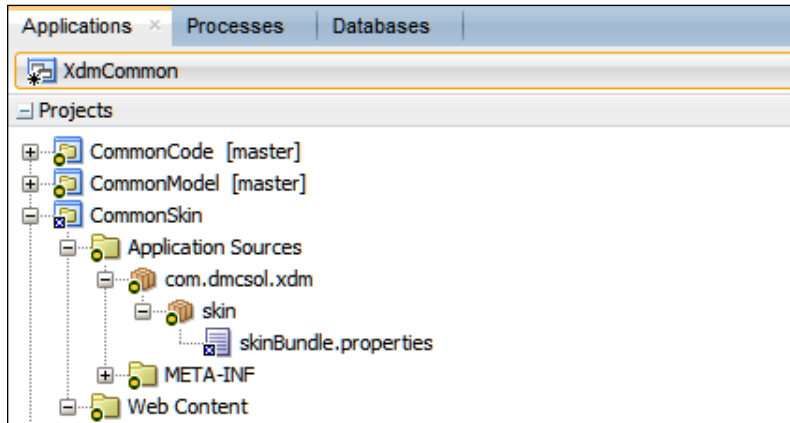 Applications Processes Databases
XdmCommon
Projects
CommonCode [master]
CommonModel [master]
CommonSkin
Application Sources
com.dmcsol.xdm
skin
skinBundle.properties
META-INF
Web Content